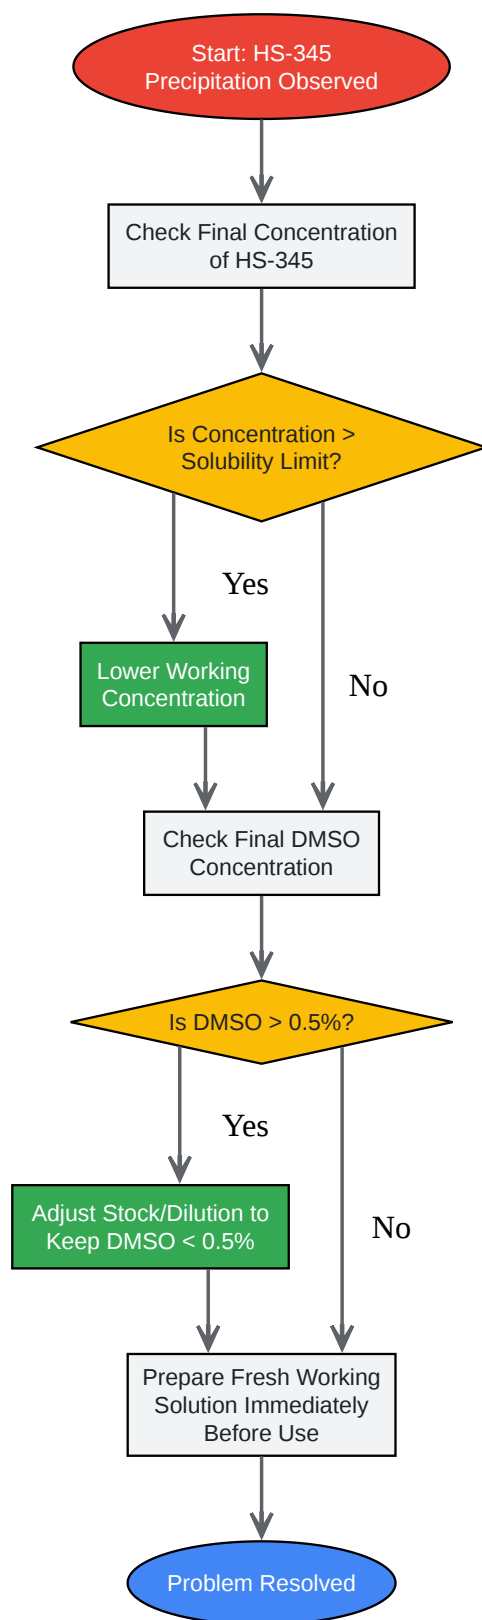 Start: HS-345
Precipitation Observed
Check Final Concentration
of HS-345
Is Concentration >
Solubility Limit?
Yes
Lower Working
Concentration
No
Check Final DMSO
Concentration
Is DMSO > 0.5%?
Yes
Adjust Stock/Dilution to
Keep DMSO < 0.5%
No
Prepare Fresh Working
Solution Immediately
Before Use
Problem Resolved